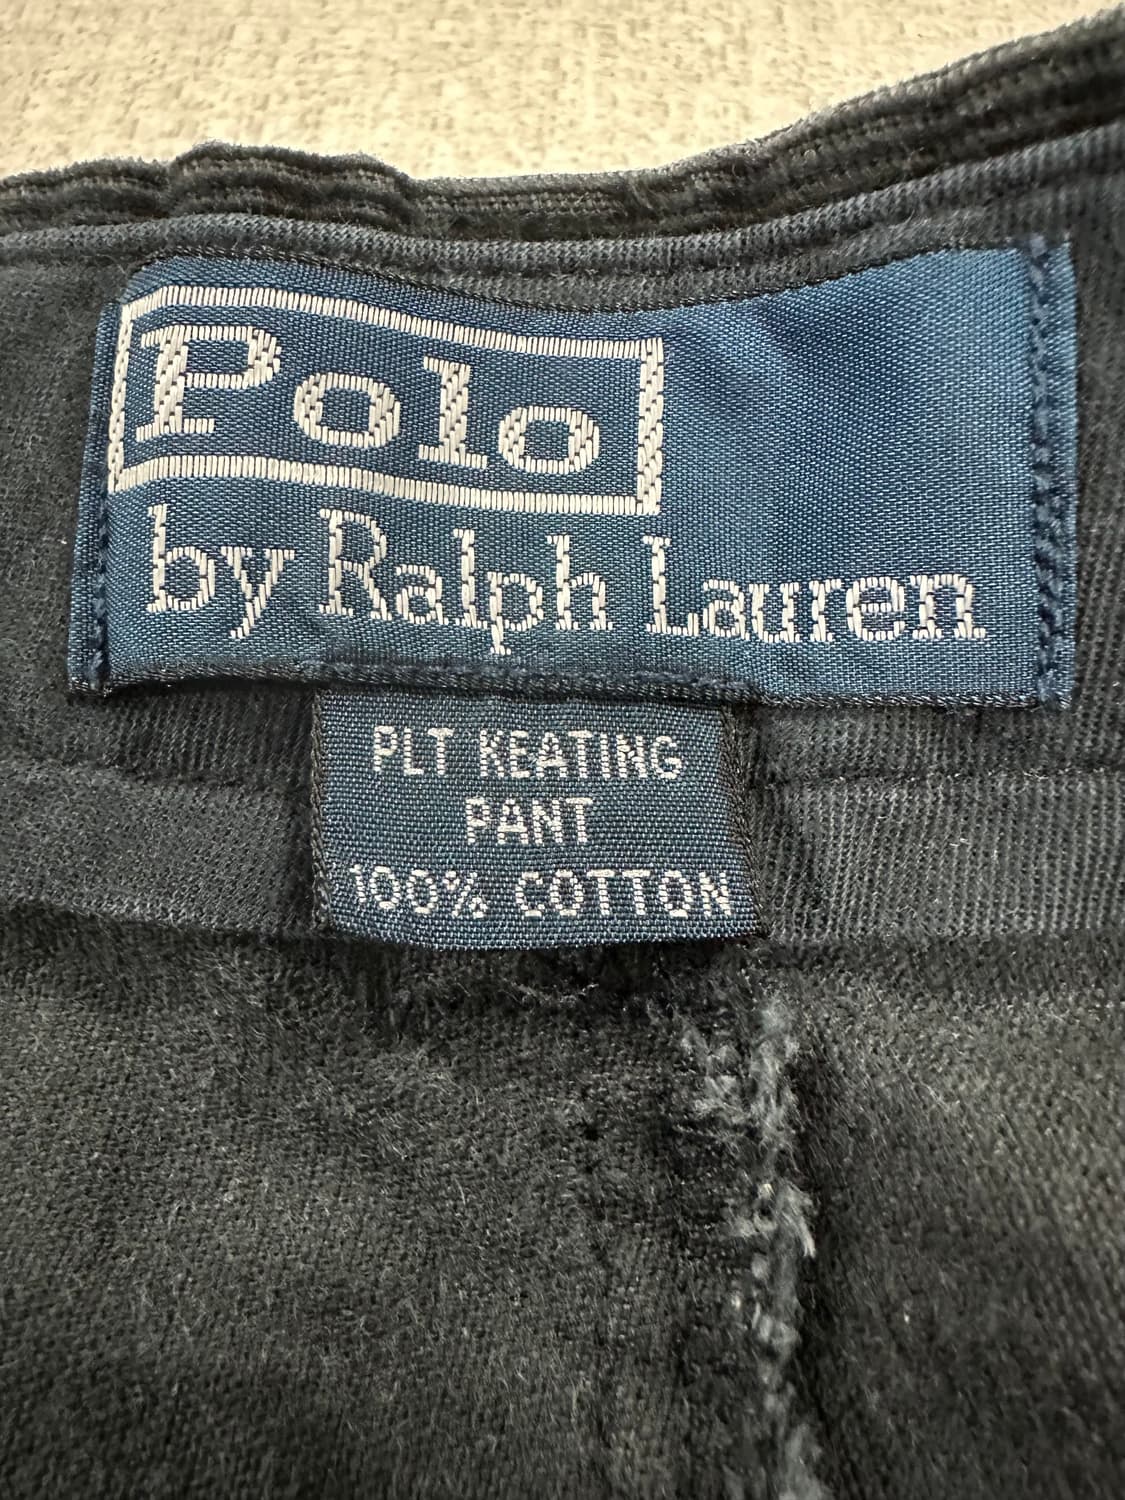 Polo
by Ralph Lauren
PLT KEATING
PANT
100% COTTON